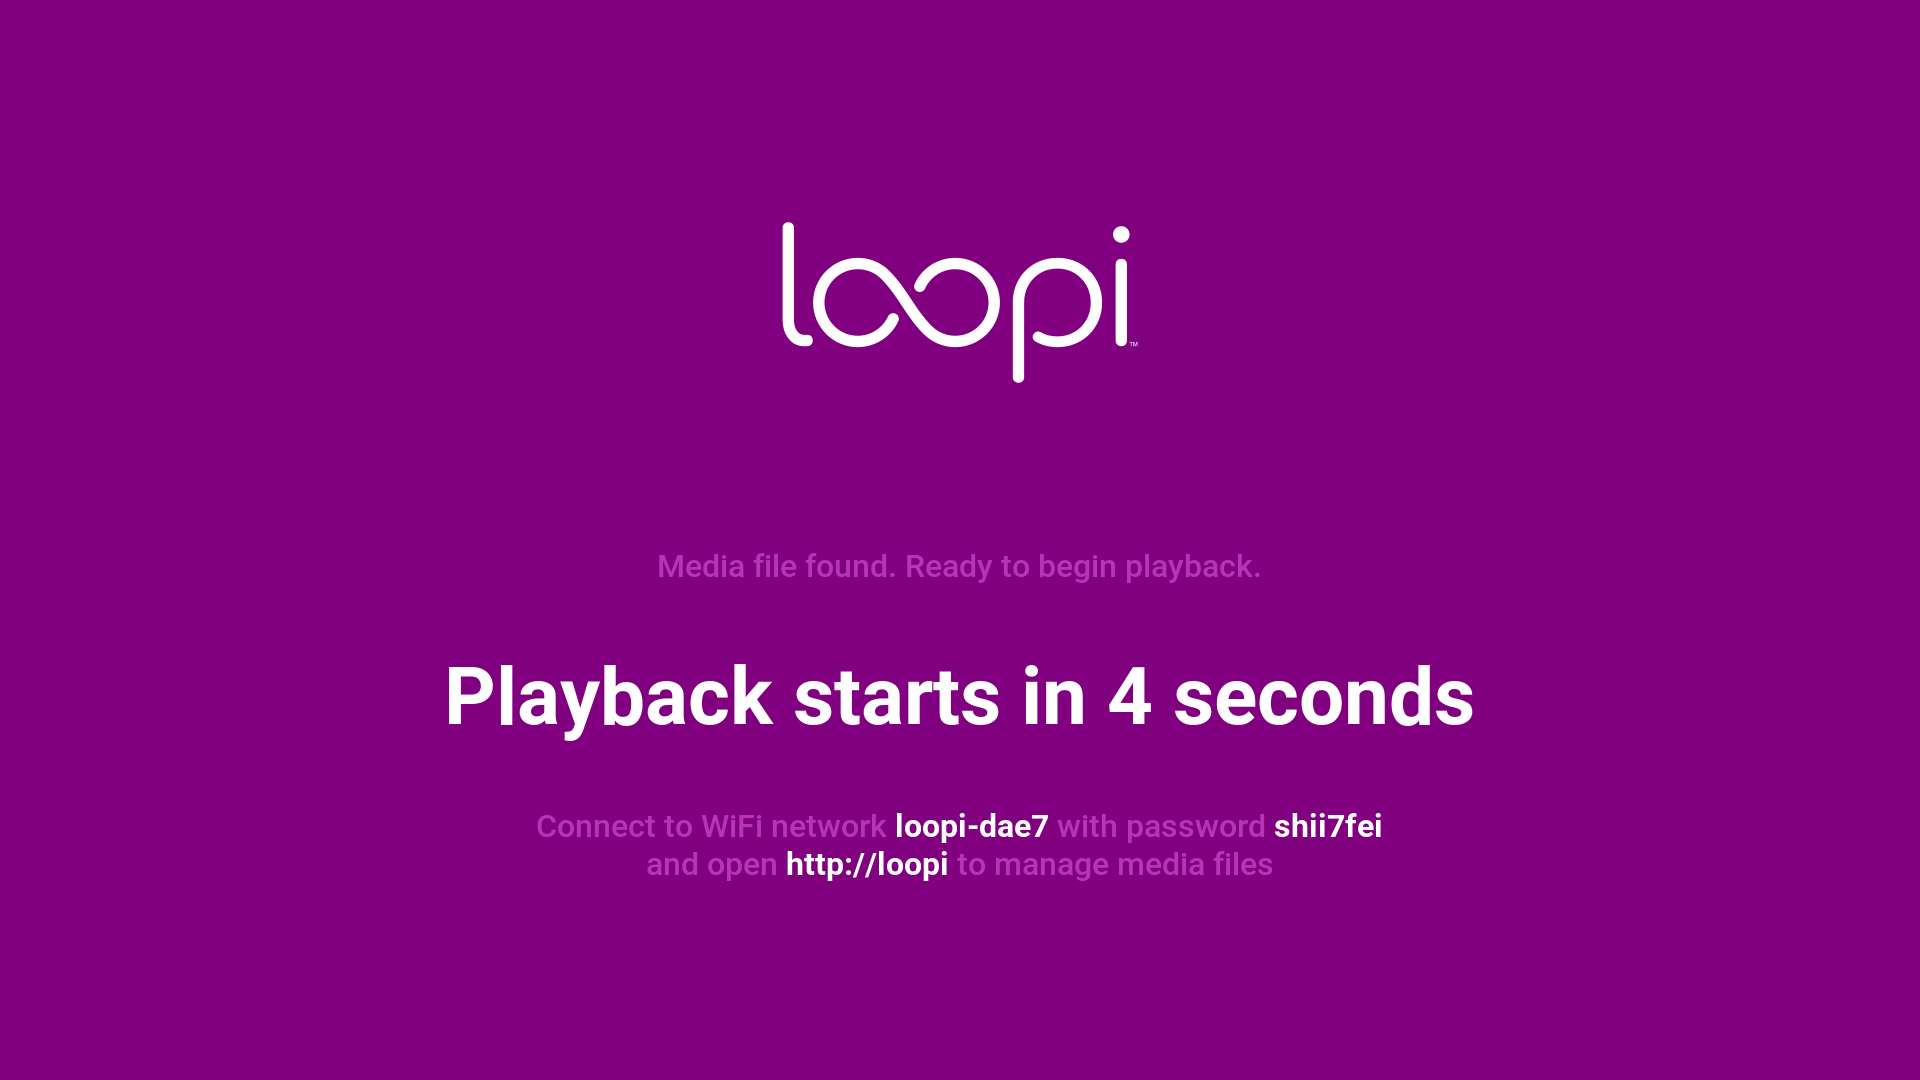 loopi™
Media file found. Ready to begin playback.
Playback starts in 4 seconds
Connect to WiFi network loopi-dae7 with password shii7fei
and open http://loopi to manage media files